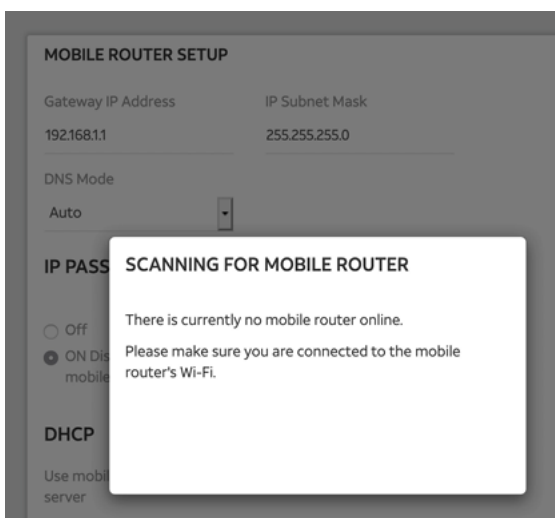 MOBILE ROUTER SETUP
Gateway IP Address IP Subnet Mask
192.168.1.1 255.255.255.0
DNS Mode
Auto
IP PASS
SCANNING FOR MOBILE ROUTER
There is currently no mobile router online.
Please make sure you are connected to the mobile
router's Wi-Fi.
Off
ON Dis
mobile
DHCP
Use mobil
server